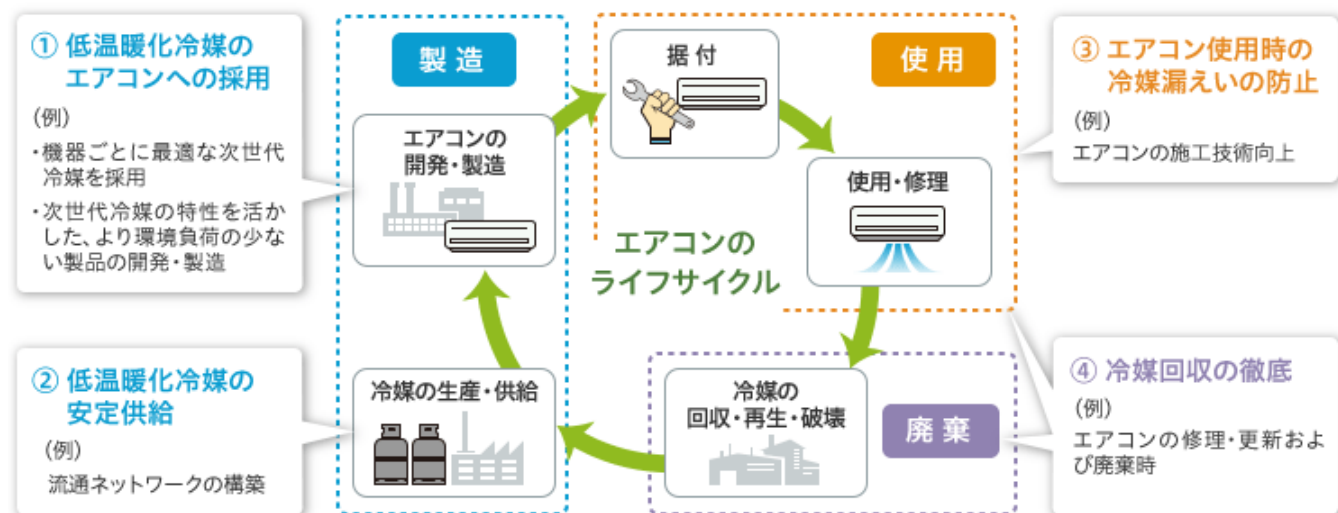 ① 低温暖化冷媒の
エアコンへの採用
(例)
・機器ごとに最適な次世代
冷媒を採用
・次世代冷媒の特性を活か
した、より環境負荷の少な
い製品の開発・製造
② 低温暖化冷媒の
安定供給
(例)
流通ネットワークの構築
製造
エアコンの
開発・製造
冷媒の生産・供給
据付
使用
使用・修理
エアコンの
ライフサイクル
冷媒の
回収・再生・破壊
廃棄
③ エアコン使用時の
冷媒漏えいの防止
(例)
エアコンの施工技術向上
④ 冷媒回収の徹底
(例)
エアコンの修理・更新およ
び廃棄時